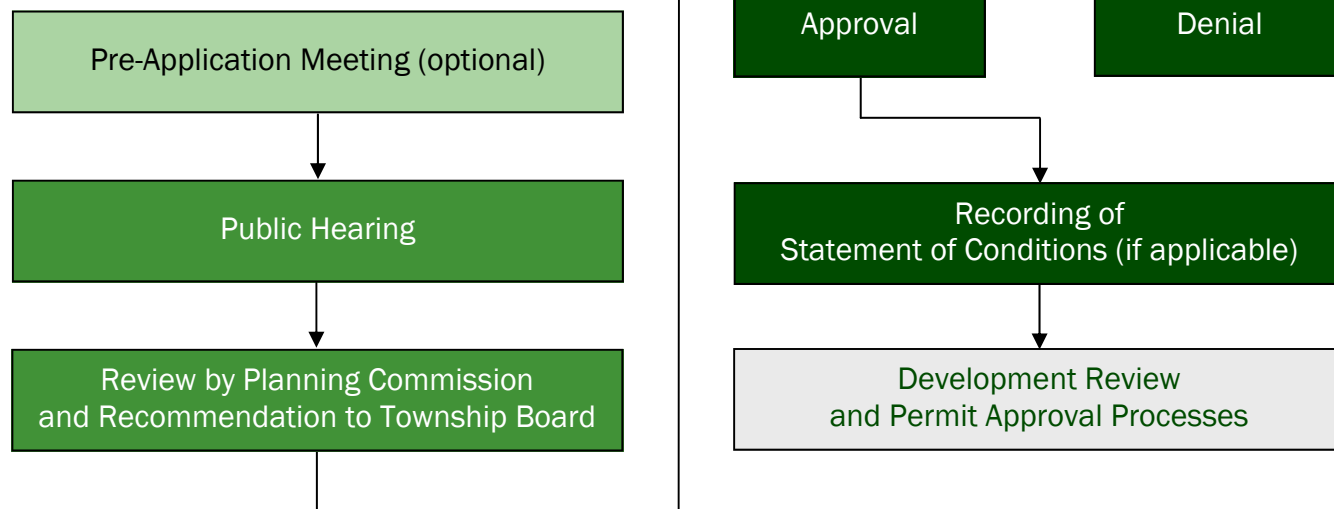 Pre-Application Meeting (optional)
Public Hearing
Review by Planning Commission
and Recommendation to Township Board
Approval
Denial
Recording of
Statement of Conditions (if applicable)
Development Review
and Permit Approval Processes